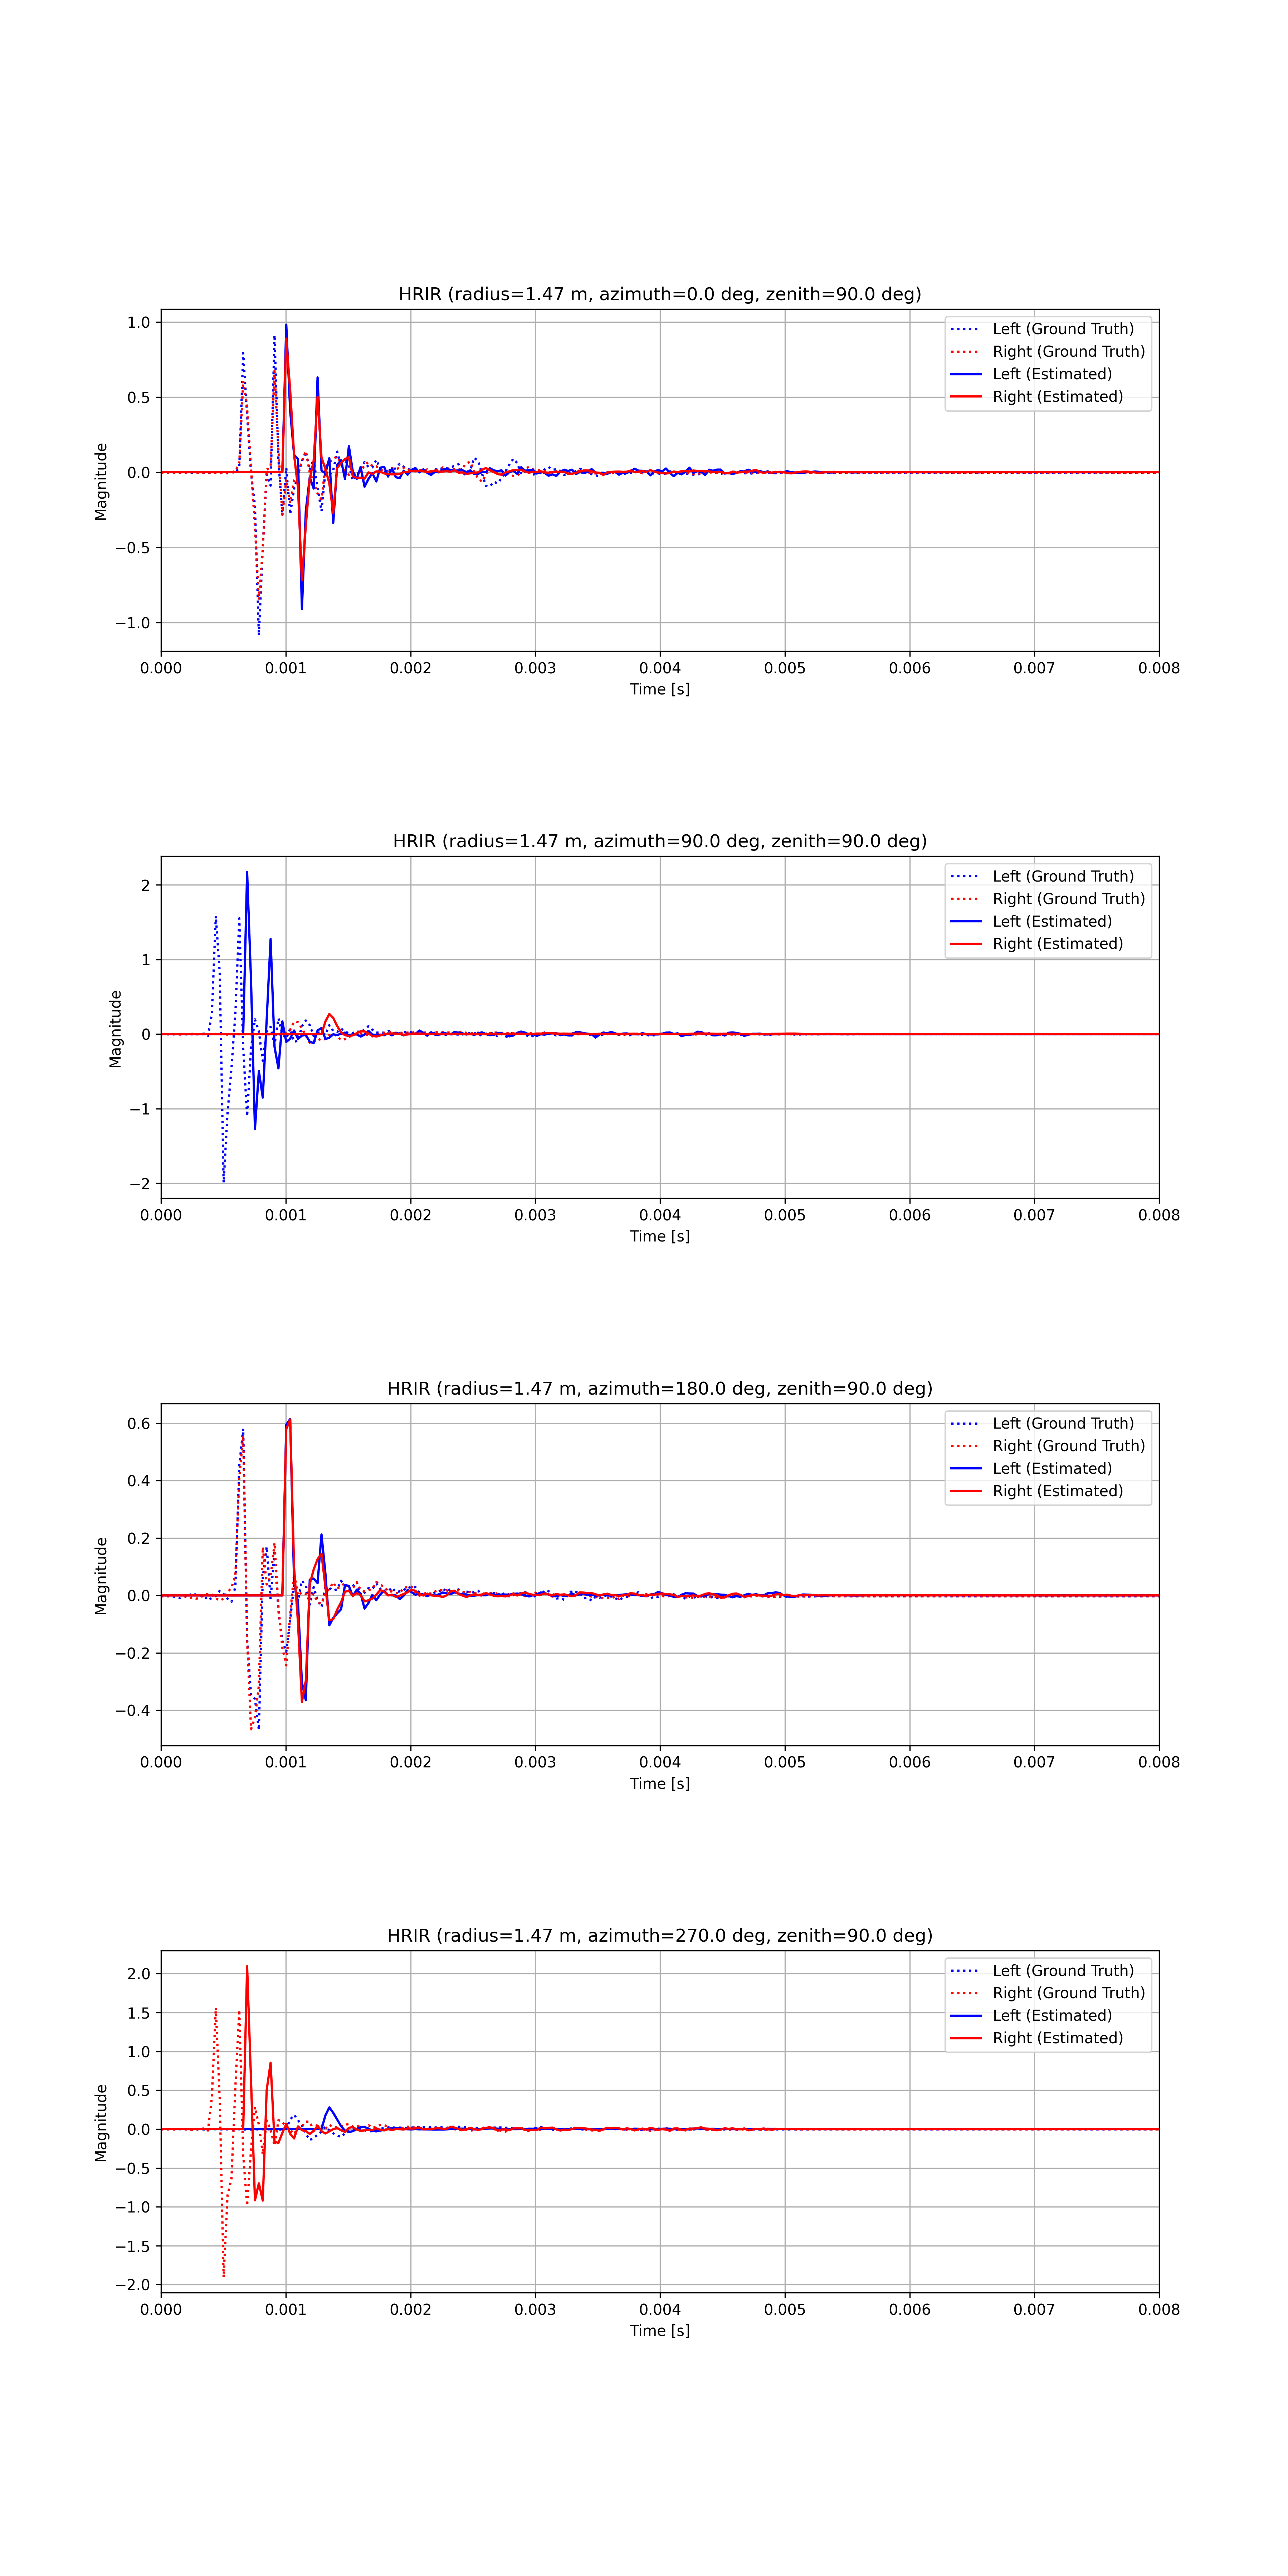 HRIR (radius=1.47 m, azimuth=0.0 deg, zenith=90.0 deg)
Left (Ground Truth)
Right (Ground Truth)
Left (Estimated)
Right (Estimated)
Magnitude
1.0
0.5
0.0
−0.5
−1.0
0.000 0.001 0.002 0.003 0.004 0.005 0.006 0.007 0.008
Time [s]
HRIR (radius=1.47 m, azimuth=90.0 deg, zenith=90.0 deg)
Left (Ground Truth)
Right (Ground Truth)
Left (Estimated)
Right (Estimated)
Magnitude
2
1
0
−1
−2
0.000 0.001 0.002 0.003 0.004 0.005 0.006 0.007 0.008
Time [s]
HRIR (radius=1.47 m, azimuth=180.0 deg, zenith=90.0 deg)
Left (Ground Truth)
Right (Ground Truth)
Left (Estimated)
Right (Estimated)
Magnitude
0.6
0.4
0.2
0.0
−0.2
−0.4
0.000 0.001 0.002 0.003 0.004 0.005 0.006 0.007 0.008
Time [s]
HRIR (radius=1.47 m, azimuth=270.0 deg, zenith=90.0 deg)
Left (Ground Truth)
Right (Ground Truth)
Left (Estimated)
Right (Estimated)
Magnitude
2.0
1.5
1.0
0.5
0.0
−0.5
−1.0
−1.5
−2.0
0.000 0.001 0.002 0.003 0.004 0.005 0.006 0.007 0.008
Time [s]